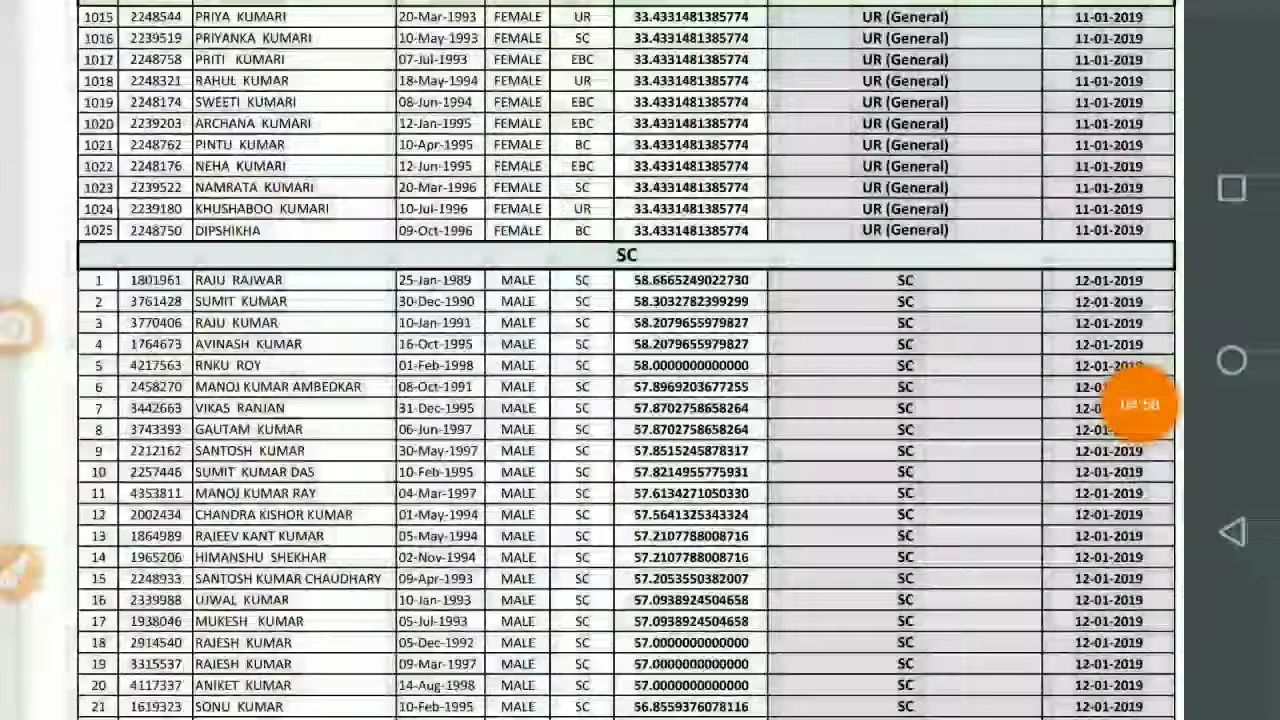 1015 2248544 PRIYA KUMARI 20-Mar-1993 FEMALE UR 33.4331481385774 UR (General) 11-01-2019
1016 2239519 PRIYANKA KUMARI 10-May-1993 FEMALE SC 33.4331481385774 UR (General) 11-01-2019
1017 2248758 PRITI KUMARI 07-Jul-1993 FEMALE EBC 33.4331481385774 UR (General) 11-01-2019
1018 2248321 RAHUL KUMAR 18-May-1994 FEMALE UR 33.4331481385774 UR (General) 11-01-2019
1019 2248174 SWEETI KUMARI 08-Jun-1994 FEMALE EBC 33.4331481385774 UR (General) 11-01-2019
1020 2239203 ARCHANA KUMARI 12-Jan-1995 FEMALE EBC 33.4331481385774 UR (General) 11-01-2019
1021 2248762 PINTU KUMAR 10-Apr-1995 FEMALE BC 33.4331481385774 UR (General) 11-01-2019
1022 2248176 NEHA KUMARI 12-Jun-1995 FEMALE EBC 33.4331481385774 UR (General) 11-01-2019
1023 2239522 NAMRATA KUMARI 20-Mar-1996 FEMALE SC 33.4331481385774 UR (General) 11-01-2019
1024 2239180 KHUSHABOO KUMARI 10-Jul-1996 FEMALE UR 33.4331481385774 UR (General) 11-01-2019
1025 2248750 DIPSHIKHA 09-Oct-1996 FEMALE BC 33.4331481385774 UR (General) 11-01-2019
SC
1 1801961 RAJU RAJWAR 25-Jan-1989 MALE SC 58.6665249022730 SC 12-01-2019
2 3761428 SUMIT KUMAR 30-Dec-1990 MALE SC 58.3032782399299 SC 12-01-2019
3 3770406 RAJU KUMAR 10-Jan-1991 MALE SC 58.2079655979827 SC 12-01-2019
4 1764673 AVINASH KUMAR 16-Oct-1995 MALE SC 58.2079655979827 SC 12-01-2019
5 4217563 RNKU ROY 01-Feb-1998 MALE SC 58.0000000000000 SC 12-01-2019
6 2458270 MANOJ KUMAR AMBEDKAR 08-Oct-1991 MALE SC 57.8969203677255 SC 12-0
7 3442663 VIKAS RANJAN 31-Dec-1995 MALE SC 57.8702758658264 SC 12-0 04:58
8 3743393 GAUTAM KUMAR 06-Jun-1997 MALE SC 57.8702758658264 SC 12-01
9 2212162 SANTOSH KUMAR 30-May-1997 MALE SC 57.8515245878317 SC 12-01-2019
10 2257446 SUMIT KUMAR DAS 10-Feb-1995 MALE SC 57.8214955775931 SC 12-01-2019
11 4353811 MANOJ KUMAR RAY 04-Mar-1997 MALE SC 57.6134271050330 SC 12-01-2019
12 2002434 CHANDRA KISHOR KUMAR 01-May-1994 MALE SC 57.5641325343324 SC 12-01-2019
13 1864989 RAJEEV KANT KUMAR 05-May-1994 MALE SC 57.2107788008716 SC 12-01-2019
14 1965206 HIMANSHU SHEKHAR 02-Nov-1994 MALE SC 57.2107788008716 SC 12-01-2019
15 2248933 SANTOSH KUMAR CHAUDHARY 09-Apr-1993 MALE SC 57.2053550382007 SC 12-01-2019
16 2339988 UJWAL KUMAR 10-Jan-1993 MALE SC 57.0938924504658 SC 12-01-2019
17 1938046 MUKESH KUMAR 05-Jul-1993 MALE SC 57.0938924504658 SC 12-01-2019
18 2914540 RAJESH KUMAR 05-Dec-1992 MALE SC 57.0000000000000 SC 12-01-2019
19 3315537 RAJESH KUMAR 09-Mar-1997 MALE SC 57.0000000000000 SC 12-01-2019
20 4117337 ANIKET KUMAR 14-Aug-1998 MALE SC 57.0000000000000 SC 12-01-2019
21 1619323 SONU KUMAR 10-Feb-1995 MALE SC 56.8559376078116 SC 12-01-2019